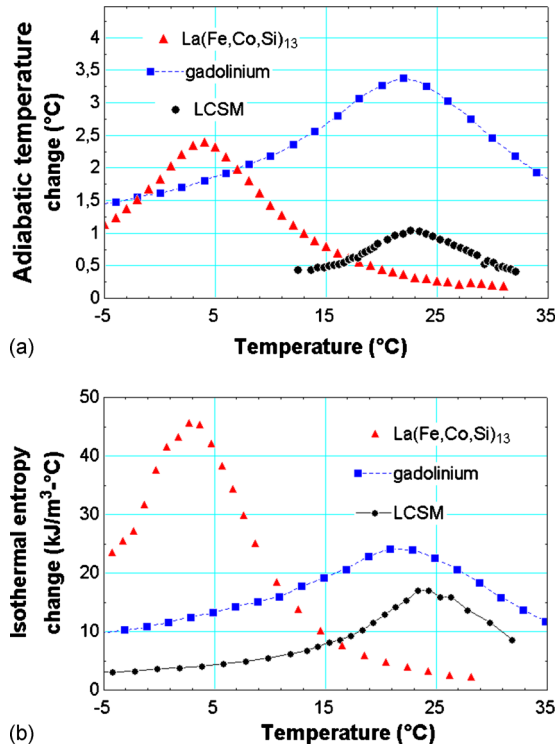 4
3.5
3
2.5
2
1.5
1
0.5
0
Adiabatic temperature
change (°C)
La(Fe,Co,Si)13
gadolinium
LCSM
-5
5
15
25
35
(a)
Temperature (°C)
50
40
30
20
10
0
Isothermal entropy
change (kJ/m³-°C)
La(Fe,Co,Si)13
gadolinium
LCSM
-5
5
15
25
35
(b)
Temperature (°C)